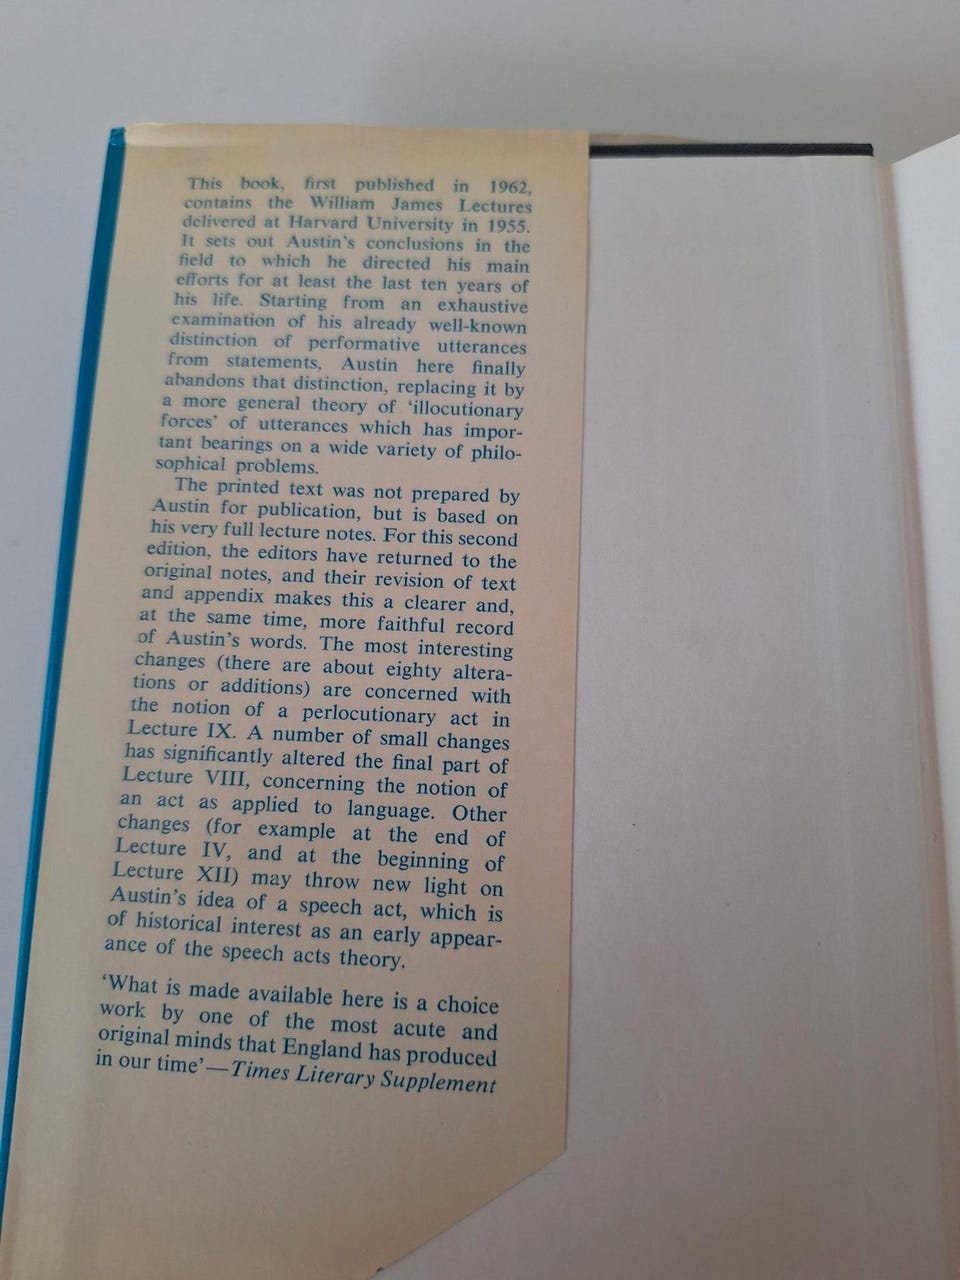 This book, first published in 1962,
contains the William James Lectures
delivered at Harvard University in 1955.
It sets out Austin's conclusions in the
field to which he directed his main
efforts for at least the last ten years of
his life. Starting from an exhaustive
examination of his already well-known
distinction of performative utterances
from statements, Austin here finally
abandons that distinction, replacing it by
a more general theory of 'illocutionary
forces' of utterances which has impor-
tant bearings on a wide variety of philo-
sophical problems.
The printed text was not prepared by
Austin for publication, but is based on
his very full lecture notes. For this second
edition, the editors have returned to the
original notes, and their revision of text
and appendix makes this a clearer and,
at the same time, more faithful record
of Austin's words. The most interesting
changes (there are about eighty altera-
tions or additions) are concerned with
the notion of a perlocutionary act in
Lecture IX. A number of small changes
has significantly altered the final part of
Lecture VIII, concerning the notion of
an act as applied to language. Other
changes (for example at the end of
Lecture IV, and at the beginning of
Lecture XII) may throw new light on
Austin's idea of a speech act, which is
of historical interest as an early appear-
ance of the speech acts theory.
'What is made available here is a choice
work by one of the most acute and
original minds that England has produced
in our time'—Times Literary Supplement